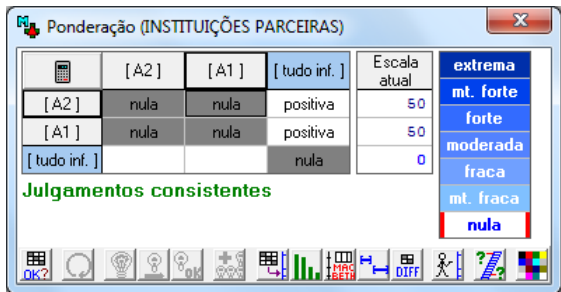 Ponderação (INSTITUIÇÕES PARCEIRAS)
[ A2 ] [ A1 ] [ tudo inf. ] Escala atual
[ A2 ] nula nula positiva 50
[ A1 ] nula nula positiva 50
[ tudo inf. ] nula 0
extrema
mt. forte
forte
moderada
fraca
mt. fraca
nula
Julgamentos consistentes
OK? OK MAC BETH DIFF